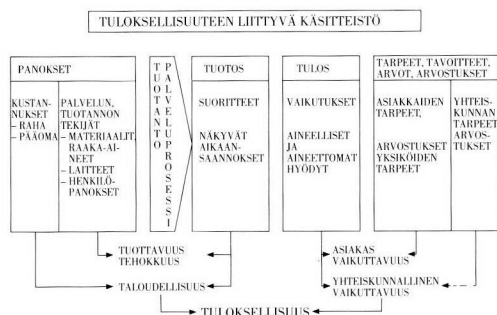 TULOKSELLISUUTEEN LIITTYVÄ KÄSITTEISTÖ
PANOKSET
KUSTAN-
NUKSET
– RAHA
– PÄÄOMA
PALVELUN,
TUOTANNON
TEKIJÄT
– MATERIAALIT,
RAAKA-AI-
NEET
– LAITTEET
– HENKILÖ-
PANOKSET
TUOTANTO
PALVELUPROSESSI
TUOTOS
SUORITTEET
NÄKYVÄT
AIKAAN-
SAANNOKSET
TULOS
VAIKUTUKSET
AINEELLISET
JA
AINEETTOMAT
HYÖDYT
TARPEET, TAVOITTEET,
ARVOT, ARVOSTUKSET
ASIAKKAIDEN
TARPEET,
ARVOSTUKSET
YKSIKÖIDEN
TARPEET
YHTEIS-
KUNNAN
TARPEET
ARVOS-
TUKSET
TUOTTAVUUS
TEHOKKUUS
ASIAKAS
VAIKUTTAVUUS
TALOUDELLISUUS
YHTEISKUNNALLINEN
VAIKUTTAVUUS
TULOKSELLISUUS